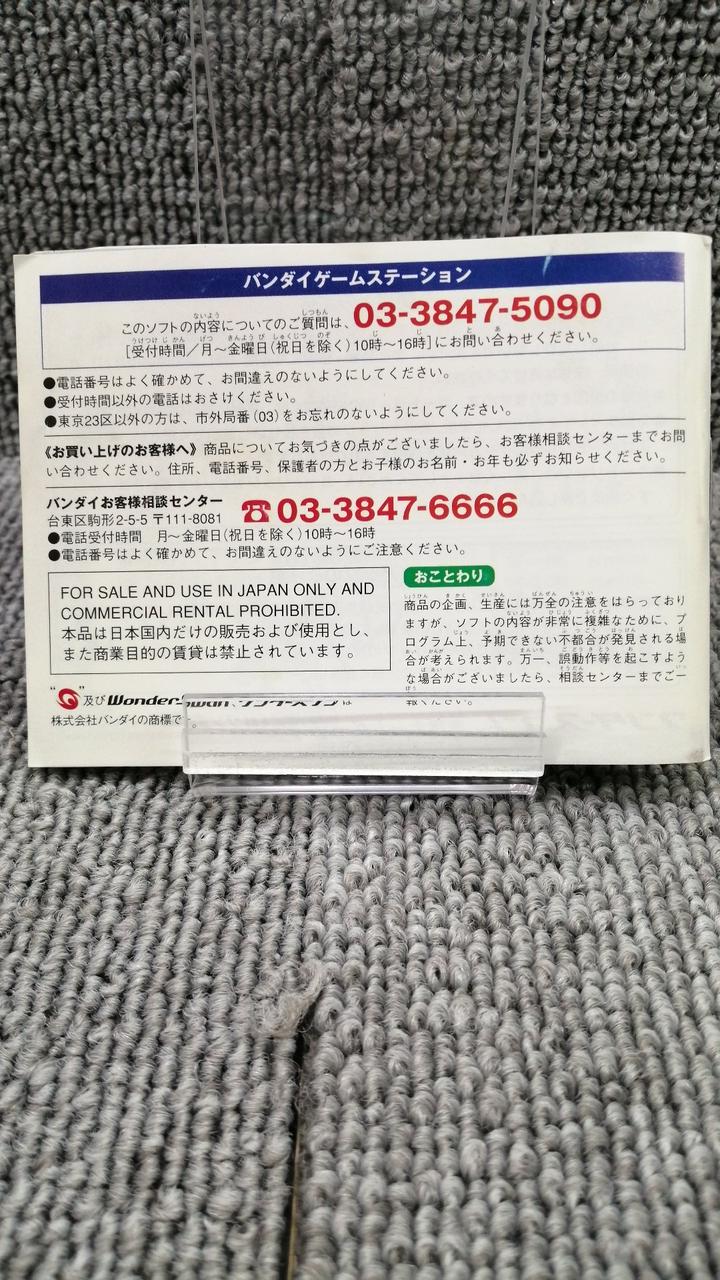 バンダイゲームステーション
このソフトの内容についてのご質問は、03-3847-5090
[受付時間／月～金曜日(祝日を除く)10時～16時]にお問い合わせください。
●電話番号はよく確かめて、お間違えのないようにしてください。
●受付時間以外の電話はおさけください。
●東京23区以外の方は、市外局番(03)をお忘れのないようにしてください。
《お買い上げのお客様へ》商品についてお気づきの点がございましたら、お客様相談センターまでお問
い合わせください。住所、電話番号、保護者の方とお子様のお名前・お年も必ずお知らせください。
バンダイお客様相談センター
台東区駒形2-5-5 〒111-8081
☎03-3847-6666
●電話受付時間　月～金曜日(祝日を除く)10時～16時
●電話番号はよく確かめて、お間違えのないようにご注意ください。
FOR SALE AND USE IN JAPAN ONLY AND
COMMERCIAL RENTAL PROHIBITED.
本品は日本国内だけの販売および使用とし、
また商業目的の賃貸は禁止されています。
及びWonderSwan、ワンダースワンは
株式会社バンダイの商標です。
おことわり
商品の企画、生産には万全の注意をはらっており
ますが、ソフトの内容が非常に複雑なために、プ
ログラム上、予期できない不都合が発見される場
合が考えられます。万一、誤動作等を起こすよう
な場合がございましたら、相談センターまでご一
報ください。